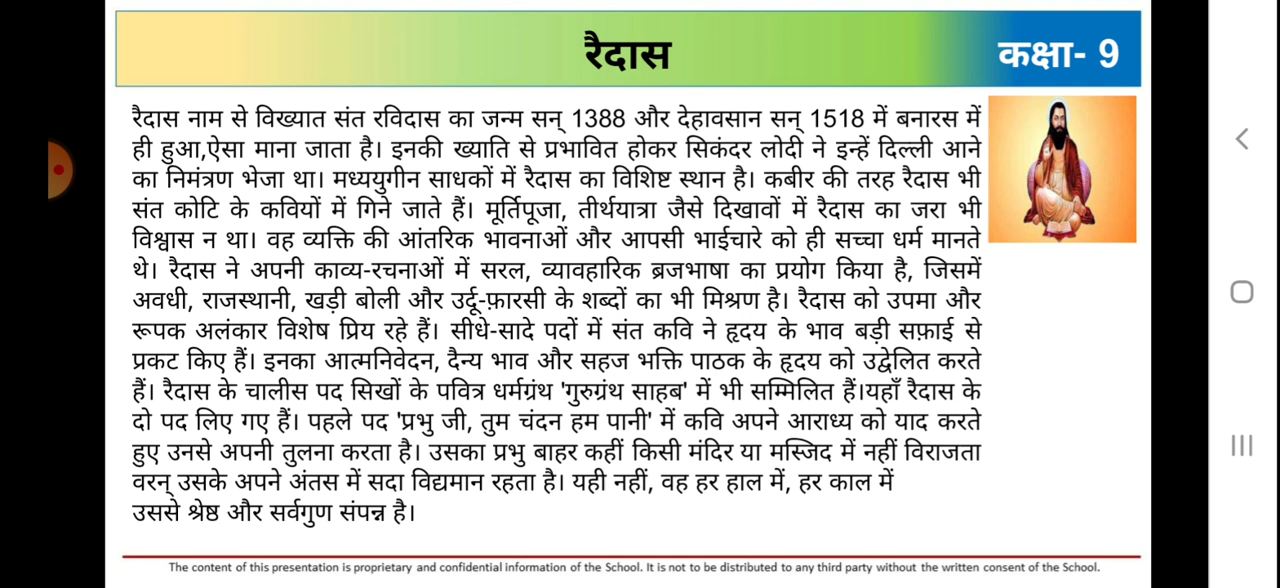 रैदास
कक्षा- 9
रैदास नाम से विख्यात संत रविदास का जन्म सन् 1388 और देहावसान सन् 1518 में बनारस में
ही हुआ,ऐसा माना जाता है। इनकी ख्याति से प्रभावित होकर सिकंदर लोदी ने इन्हें दिल्ली आने
का निमंत्रण भेजा था। मध्ययुगीन साधकों में रैदास का विशिष्ट स्थान है। कबीर की तरह रैदास भी
संत कोटि के कवियों में गिने जाते हैं। मूर्तिपूजा, तीर्थयात्रा जैसे दिखावों में रैदास का जरा भी
विश्वास न था। वह व्यक्ति की आंतरिक भावनाओं और आपसी भाईचारे को ही सच्चा धर्म मानते
थे। रैदास ने अपनी काव्य-रचनाओं में सरल, व्यावहारिक ब्रजभाषा का प्रयोग किया है, जिसमें
अवधी, राजस्थानी, खड़ी बोली और उर्दू-फ़ारसी के शब्दों का भी मिश्रण है। रैदास को उपमा और
रूपक अलंकार विशेष प्रिय रहे हैं। सीधे-सादे पदों में संत कवि ने हृदय के भाव बड़ी सफ़ाई से
प्रकट किए हैं। इनका आत्मनिवेदन, दैन्य भाव और सहज भक्ति पाठक के हृदय को उद्वेलित करते
हैं। रैदास के चालीस पद सिखों के पवित्र धर्मग्रंथ 'गुरुग्रंथ साहब' में भी सम्मिलित हैं।यहाँ रैदास के
दो पद लिए गए हैं। पहले पद 'प्रभु जी, तुम चंदन हम पानी' में कवि अपने आराध्य को याद करते
हुए उनसे अपनी तुलना करता है। उसका प्रभु बाहर कहीं किसी मंदिर या मस्जिद में नहीं विराजता
वरन् उसके अपने अंतस में सदा विद्यमान रहता है। यही नहीं, वह हर हाल में, हर काल में
उससे श्रेष्ठ और सर्वगुण संपन्न है।
The content of this presentation is proprietary and confidential information of the School. It is not to be distributed to any third party without the written consent of the School.